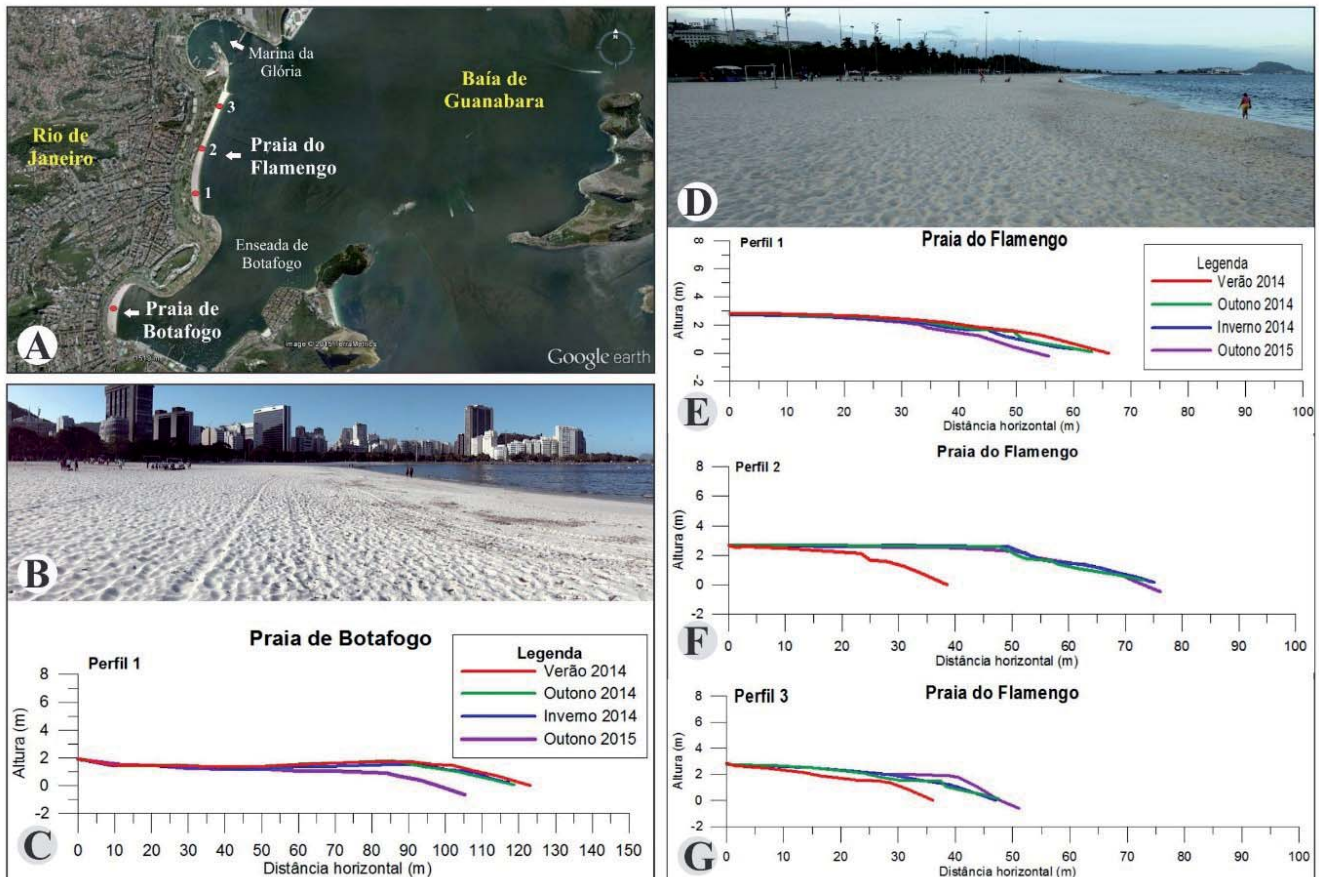 Marina da
Glória
Baía de
Guanabara
N
3
Rio de
Janeiro
2
Praia do
Flamengo
1
Enseada de
Botafogo
Praia de
Botafogo
A
Google earth
B
Praia de Botafogo
Perfil 1
Legenda
Verão 2014
Outono 2014
Inverno 2014
Outono 2015
Altura (m)
8
6
4
2
0
-2
0 10 20 30 40 50 60 70 80 90 100 110 120 130 140 150
Distância horizontal (m)
C
D
Perfil 1
Praia do Flamengo
Legenda
Verão 2014
Outono 2014
Inverno 2014
Outono 2015
Altura (m)
8
6
4
2
0
-2
0 10 20 30 40 50 60 70 80 90 100
Distância horizontal (m)
E
Praia do Flamengo
Perfil 2
Altura (m)
8
6
4
2
0
-2
0 10 20 30 40 50 60 70 80 90 100
Distância horizontal (m)
F
Perfil 3
Praia do Flamengo
Altura (m)
8
6
4
2
0
-2
0 10 20 30 40 50 60 70 80 90 100
Distância horizontal (m)
G